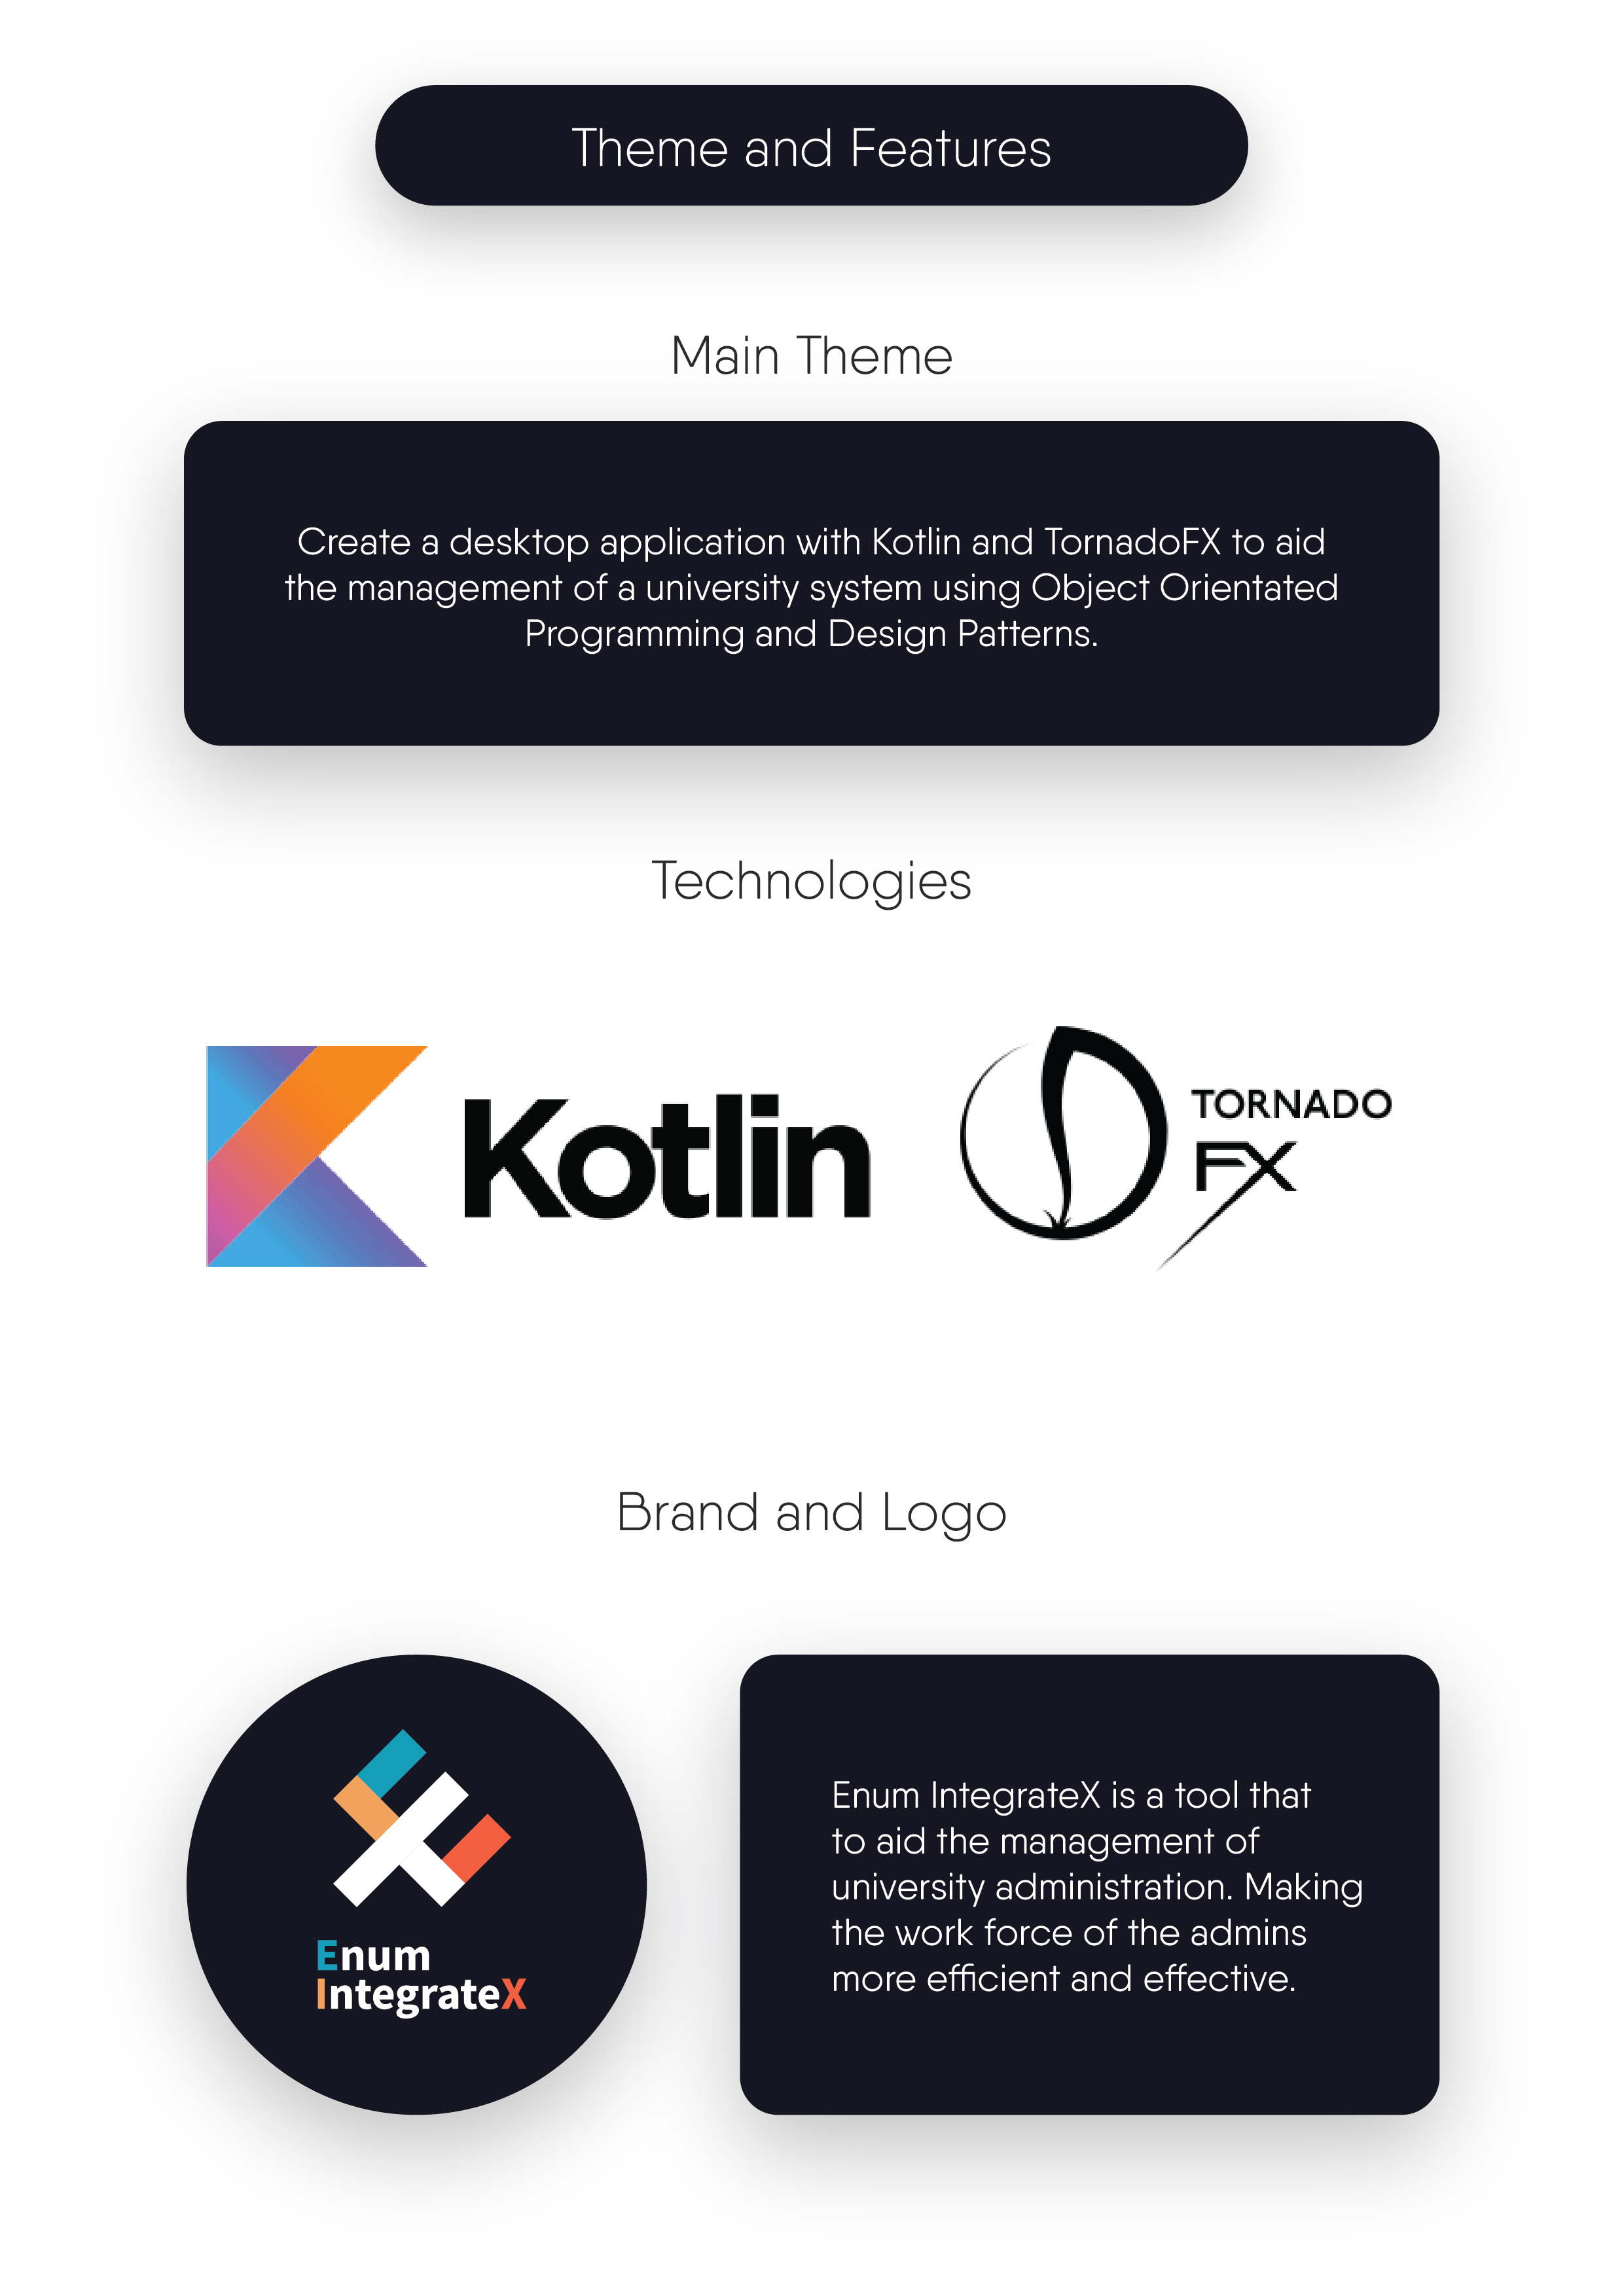 Theme and Features
Main Theme
Create a desktop application with Kotlin and TornadoFX to aid
the management of a university system using Object Orientated
Programming and Design Patterns.
Technologies
Kotlin
TORNADO
FX
Brand and Logo
Enum
IntegrateX
Enum IntegrateX is a tool that
to aid the management of
university administration. Making
the work force of the admins
more efficient and effective.